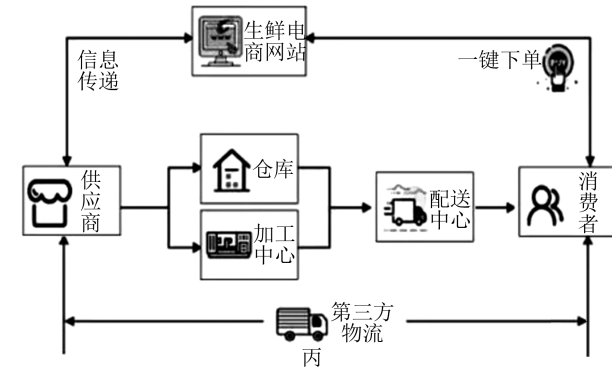 生鲜电
商网站
信息
传递
一键下单
供应商
仓库
加工
中心
配送
中心
消费者
第三方
物流
丙